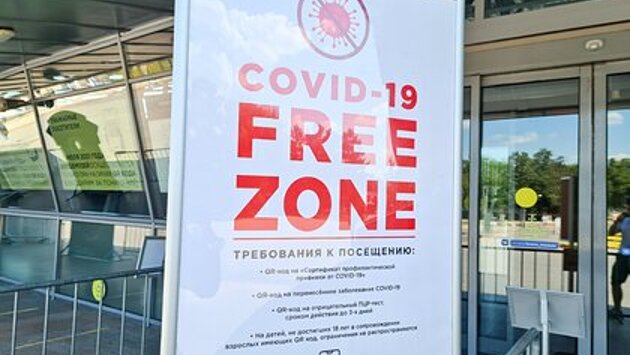 COVID-19
FREE
ZONE
ТРЕБОВАНИЯ К ПОСЕЩЕНИЮ:
• QR-код на «Сертификат профилактической
прививки от COVID-19»
• QR-код на перенесённое заболевание COVID-19
• QR-код на отрицательный ПЦР-тест,
сроком действия до 3-х дней
• На детей, не достигших 18 лет в сопровождении
взрослых имеющих QR код, ограничения не распространяются